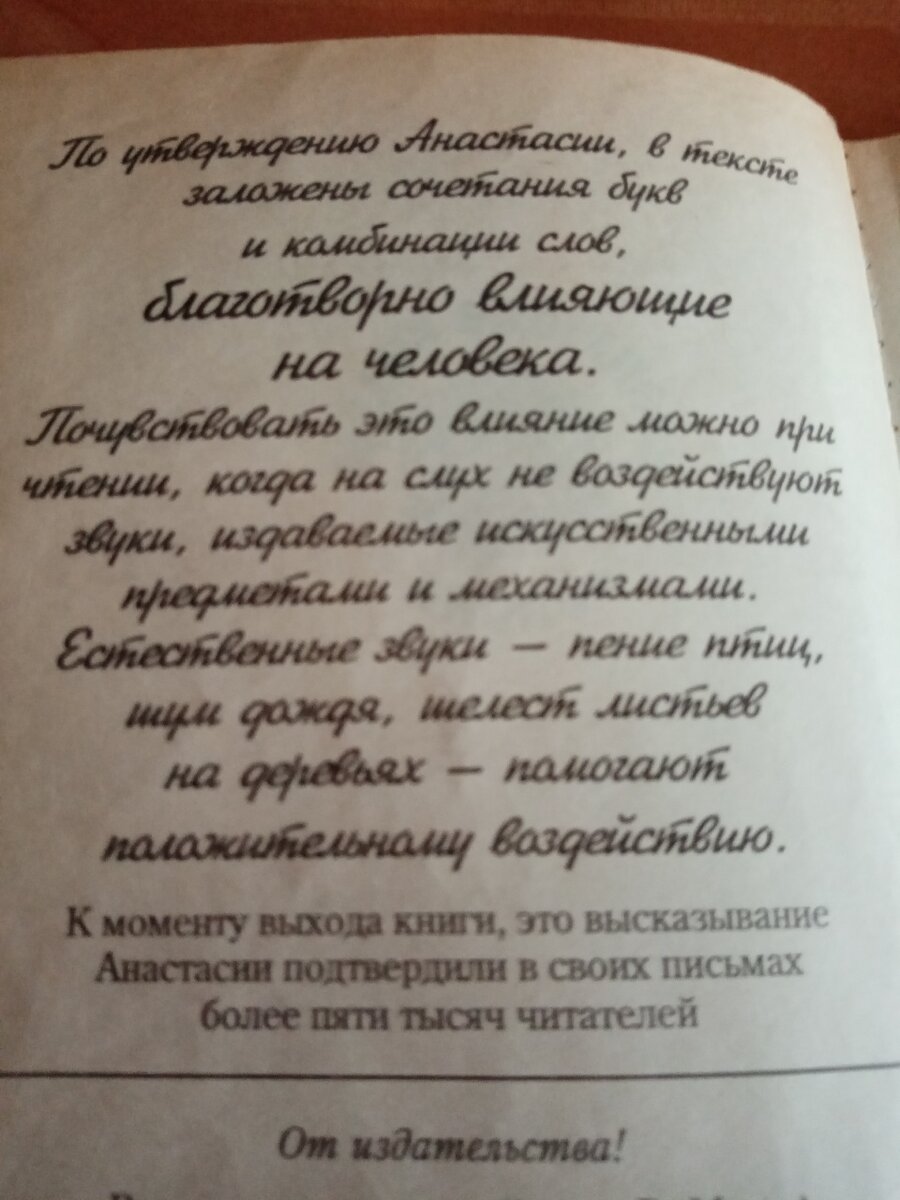 По утверждению Анастасии, в тексте
заложены сочетания букв
и комбинации слов,
благотворно влияющие
на человека.
Почувствовать это влияние можно при
чтении, когда на слух не воздействуют
звуки, издаваемые искусственными
предметами и механизмами.
Естественные звуки — пение птиц,
шум дождя, шелест листьев
на деревьях — помогают
положительному воздействию.
К моменту выхода книги, это высказывание
Анастасии подтвердили в своих письмах
более пяти тысяч читателей
От издательства!